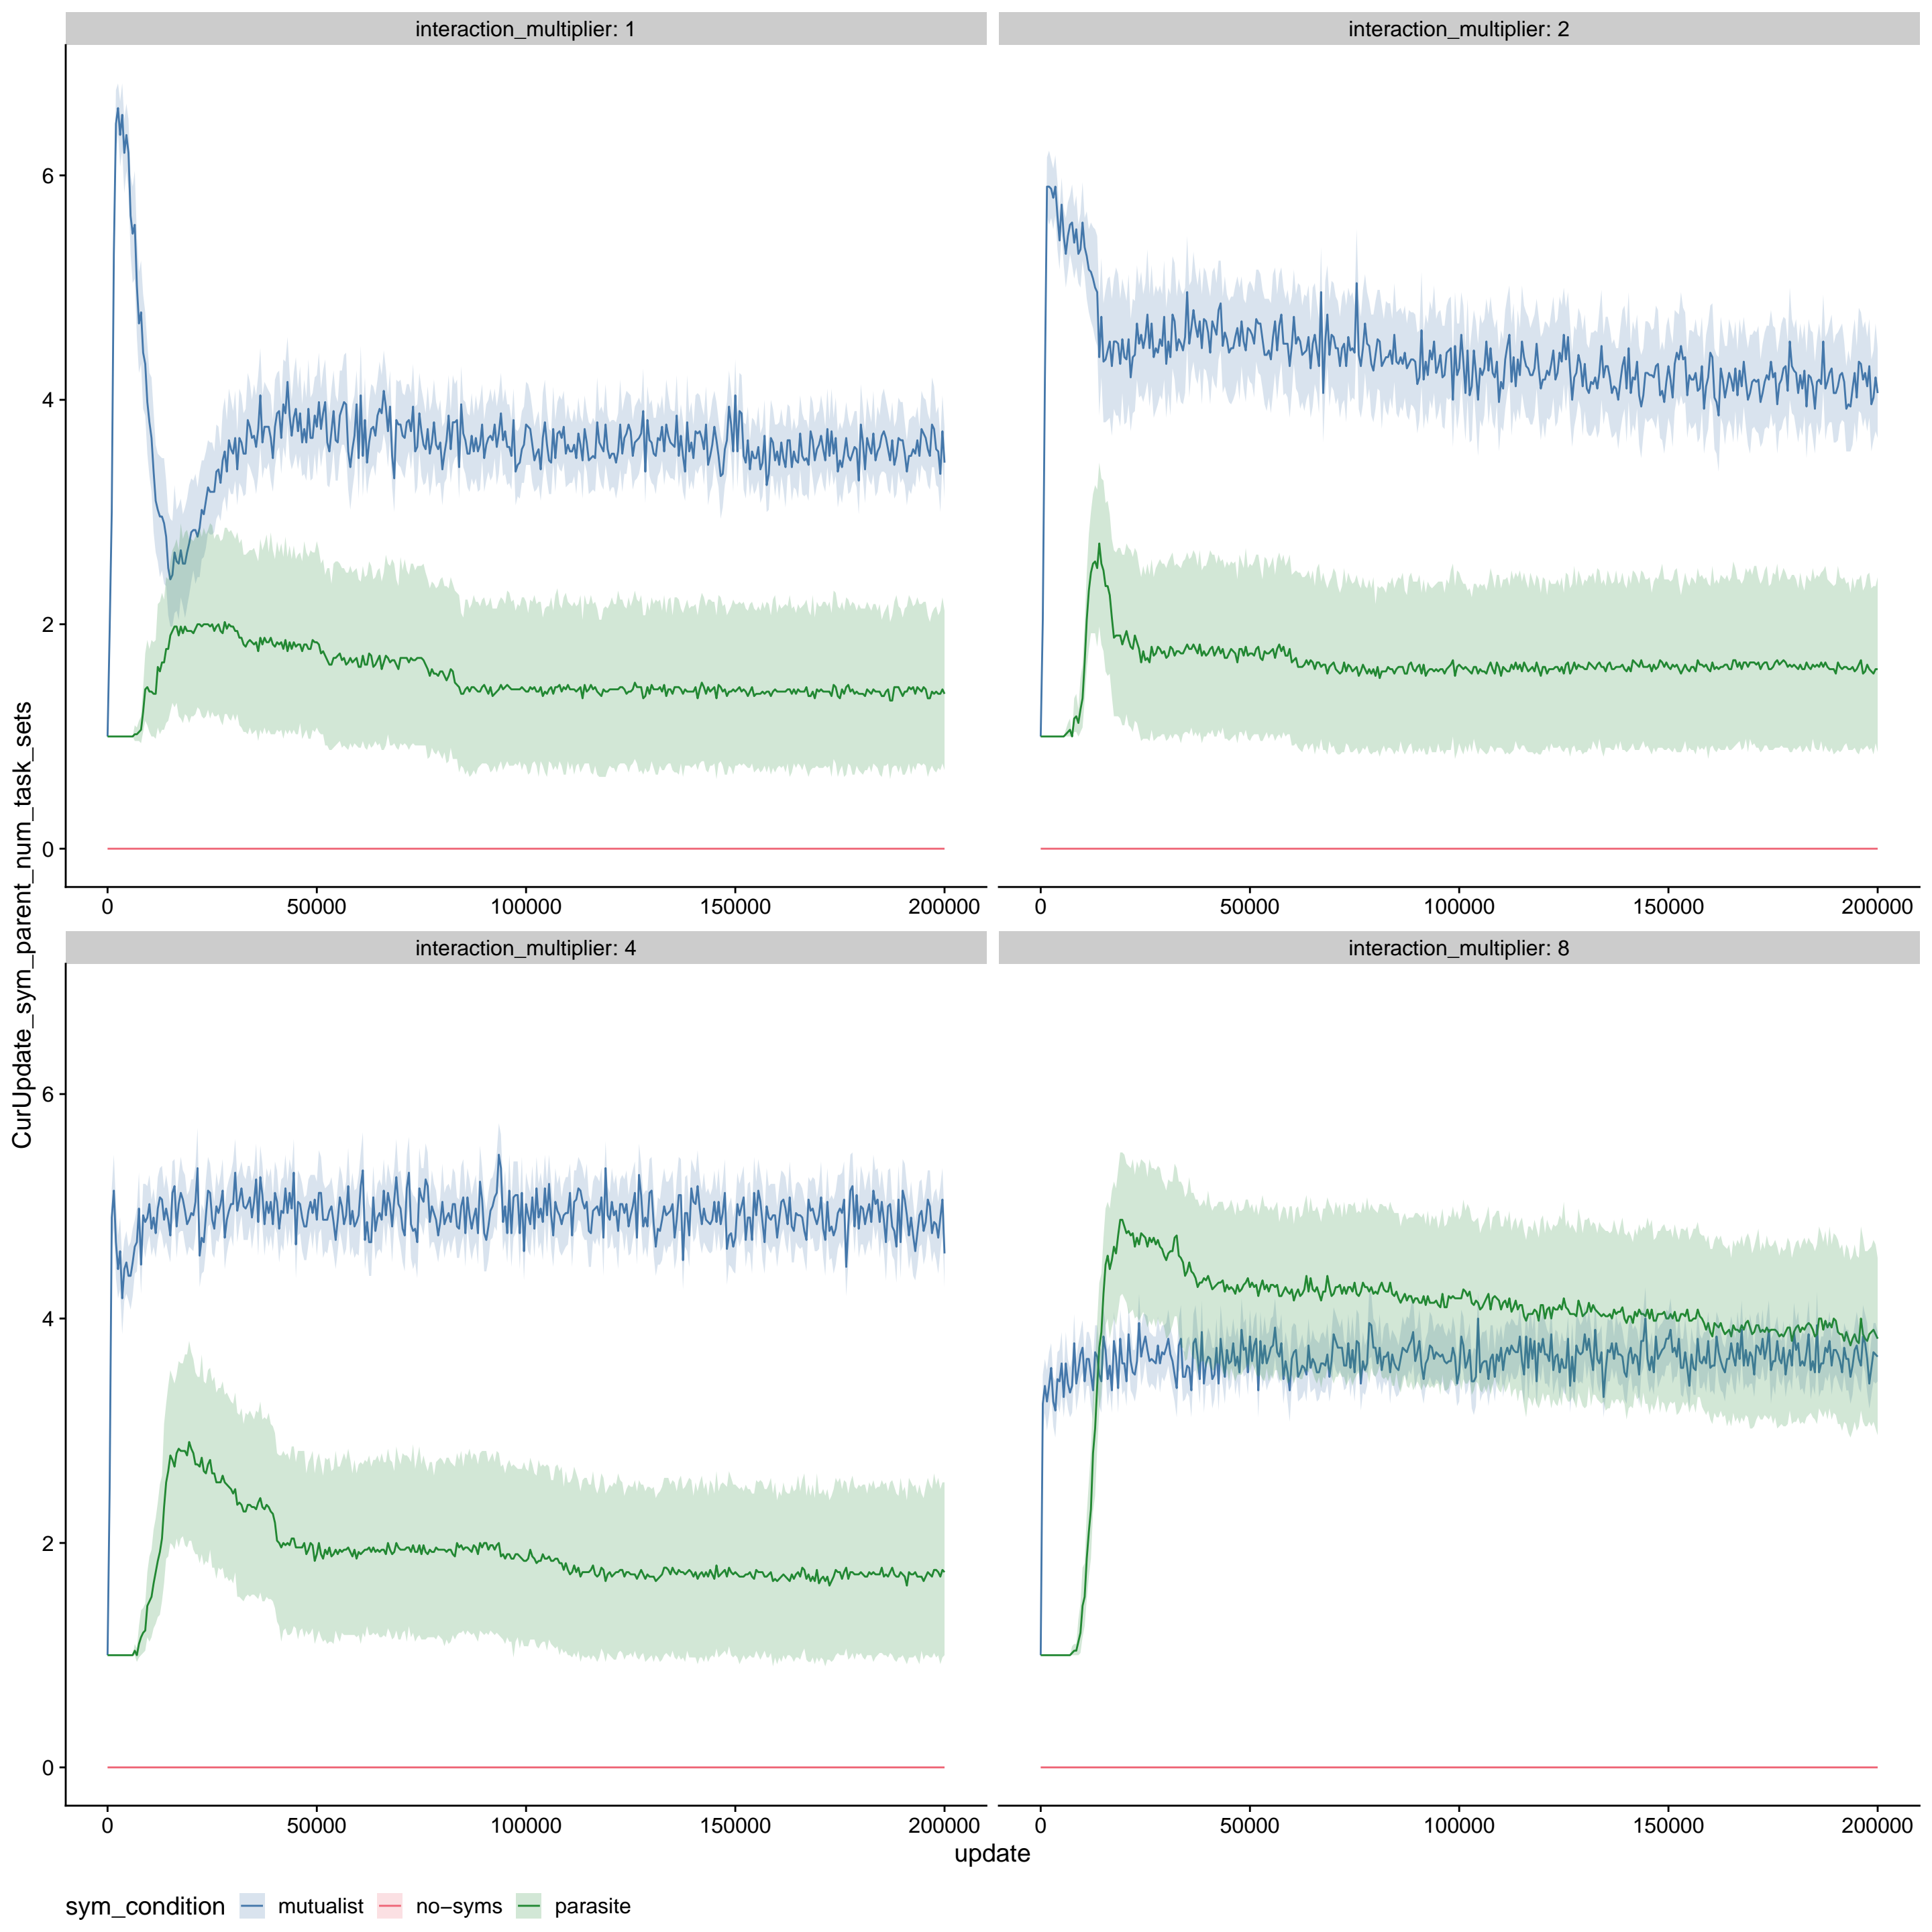 interaction_multiplier: 1
interaction_multiplier: 2
6
4
2
0
0 50000 100000 150000 200000
0 50000 100000 150000 200000
interaction_multiplier: 4
interaction_multiplier: 8
6
4
2
0
0 50000 100000 150000 200000
0 50000 100000 150000 200000
CurUpdate_sym_parent_num_task_sets
update
sym_condition mutualist no−syms parasite